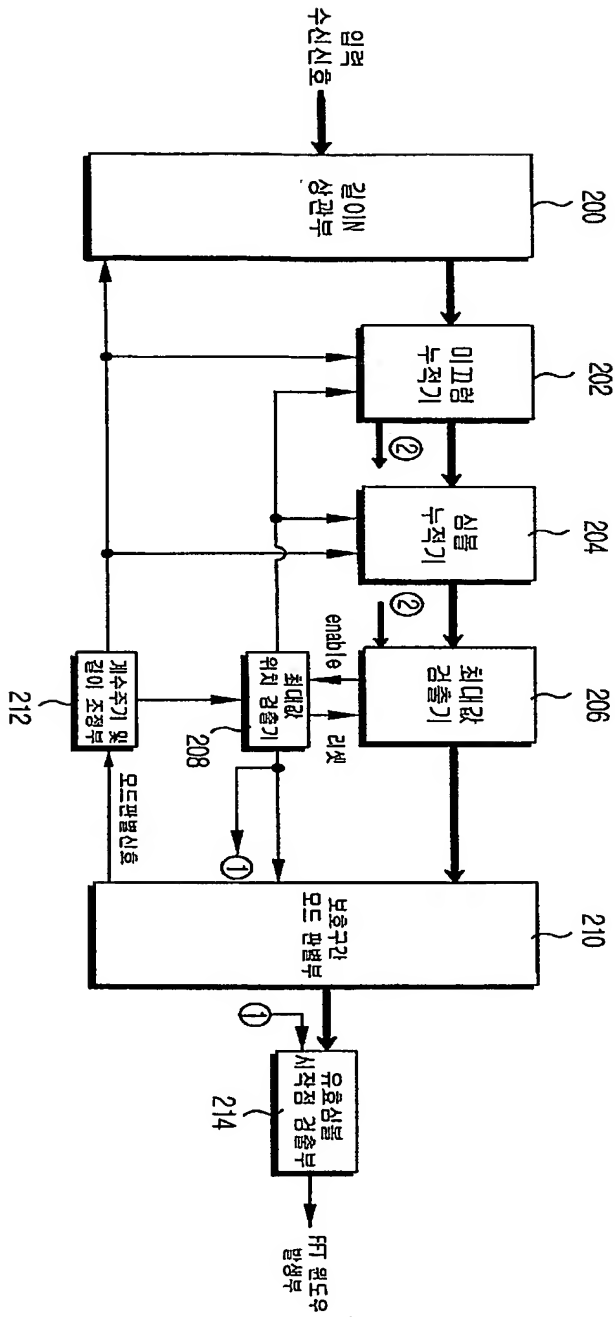 입력
수신신호
200
길이N
상관부
202
미끄럼
누적기
②
204
심볼
누적기
②
206
최대값
검출기
enable
리셋
최대값
위치 검출기
208
①
계수주기 및
길이 조정부
212
모드판별신호
210
보호구간
모드 판별부
①
유효심볼
시작점 검출부
214
FFT 윈도우
발생부